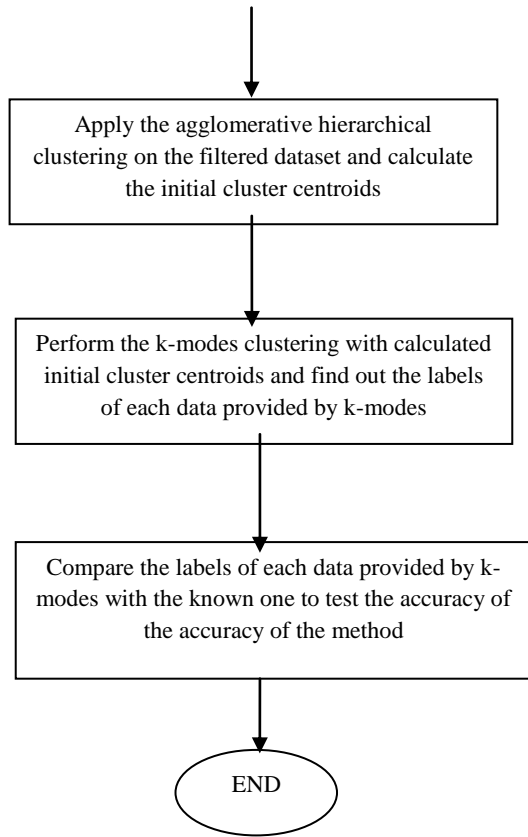 Apply the agglomerative hierarchical
clustering on the filtered dataset and calculate
the initial cluster centroids
Perform the k-modes clustering with calculated
initial cluster centroids and find out the labels
of each data provided by k-modes
Compare the labels of each data provided by k-
modes with the known one to test the accuracy of
the accuracy of the method
END